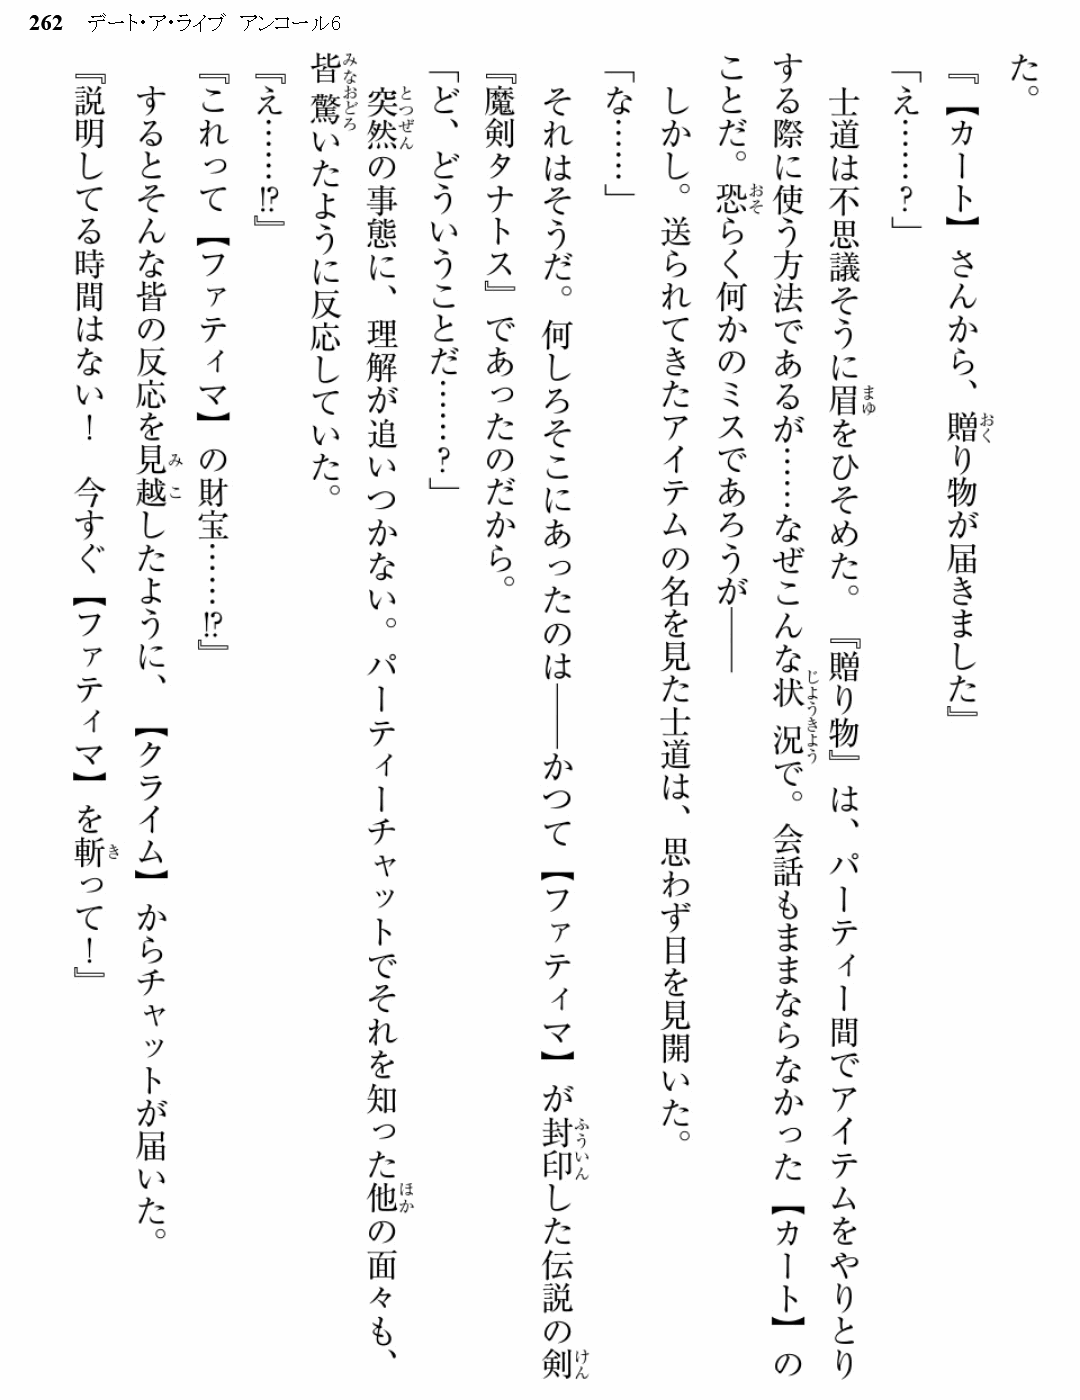 262 デート・ア・ライブ アンコール6
た。
『【カート】さんから、贈り物が届きました』
「え……？」
士道は不思議そうに眉をひそめた。『贈り物』は、パーティー間でアイテムをやりとり
する際に使う方法であるが……なぜこんな状況で。会話もままならなかった【カート】の
ことだ。恐らく何かのミスであろうが――
しかし。送られてきたアイテムの名を見た士道は、思わず目を見開いた。
「な……」
それはそうだ。何しろそこにあったのは――かつて【ファティマ】が封印した伝説の剣
『魔剣タナトス』であったのだから。
「ど、どういうことだ……？」
突然の事態に、理解が追いつかない。パーティーチャットでそれを知った他の面々も、
皆驚いたように反応していた。
『え……!?』
『これって【ファティマ】の財宝……!?』
するとそんな皆の反応を見越したように、【クライム】からチャットが届いた。
『説明してる時間はない！　今すぐ【ファティマ】を斬って！』